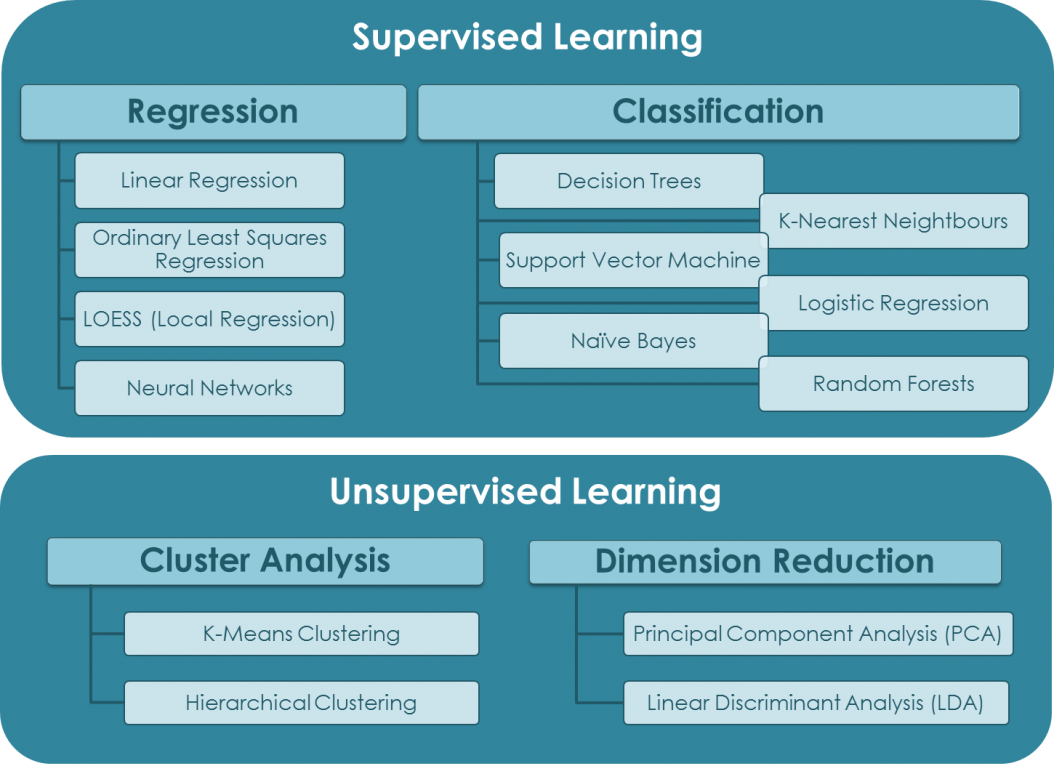 Supervised Learning
Regression
Linear Regression
Ordinary Least Squares
Regression
LOESS (Local Regression)
Neural Networks
Classification
Decision Trees
K-Nearest Neightbours
Support Vector Machine
Logistic Regression
Naïve Bayes
Random Forests
Unsupervised Learning
Cluster Analysis
K-Means Clustering
Hierarchical Clustering
Dimension Reduction
Principal Component Analysis (PCA)
Linear Discriminant Analysis (LDA)